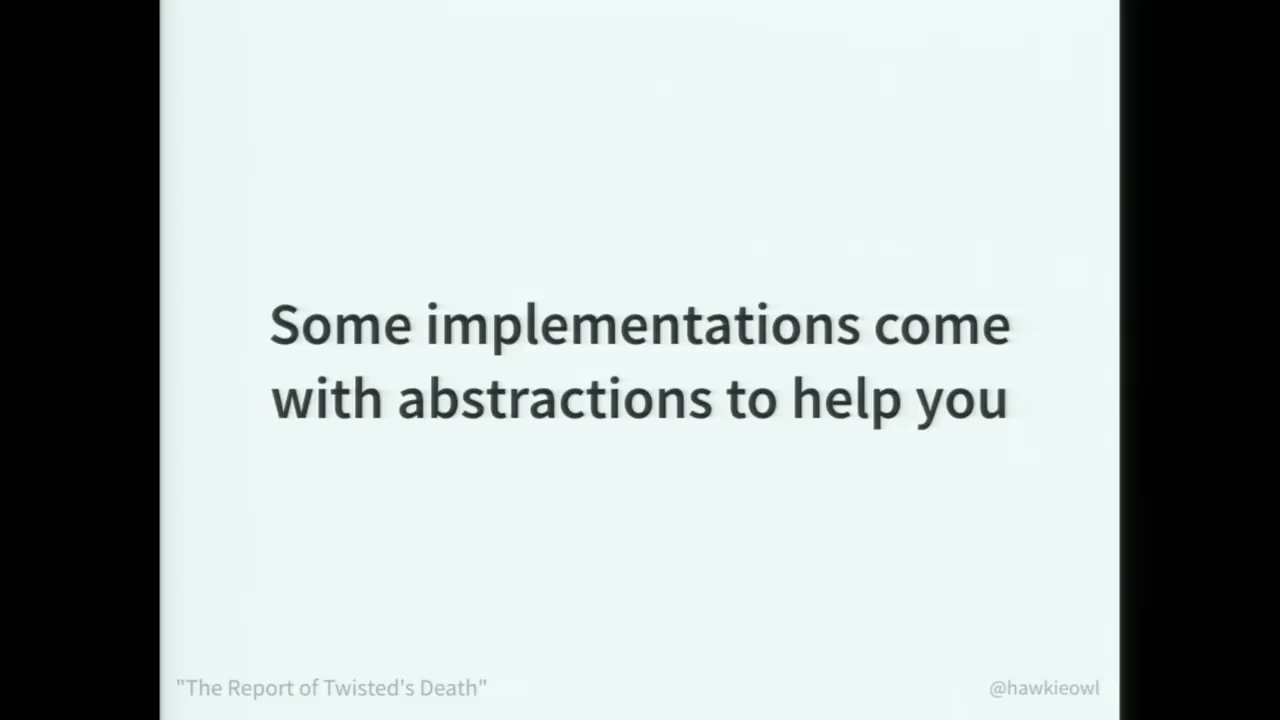 Some implementations come
with abstractions to help you
"The Report of Twisted's Death"
@hawkieowl